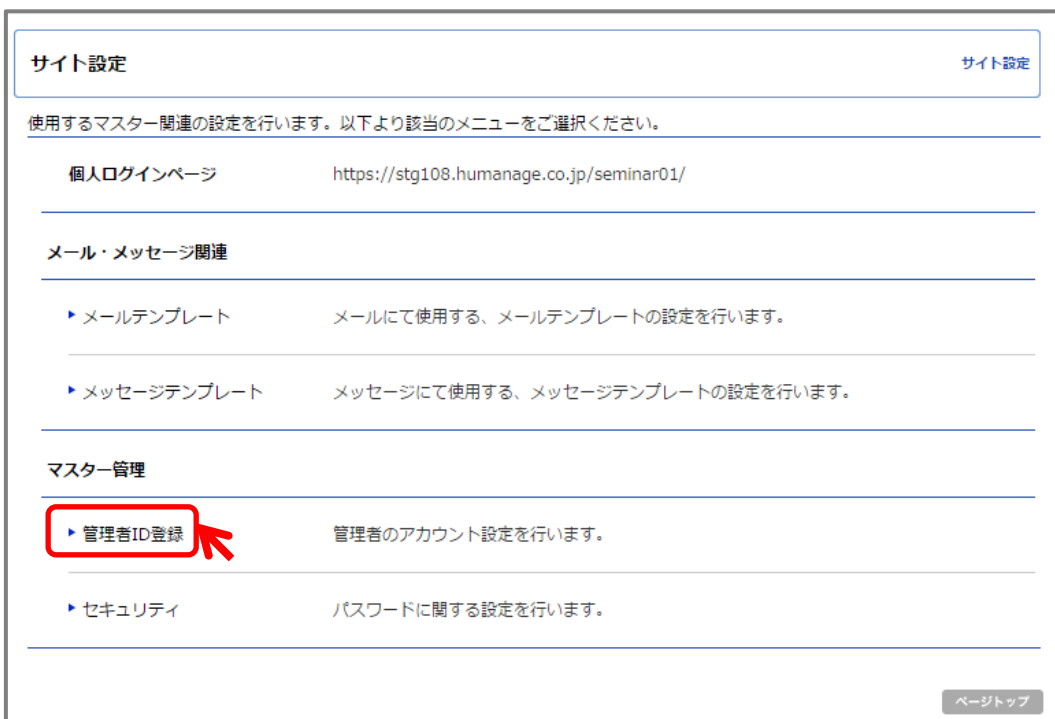 サイト設定
サイト設定
使用するマスター関連の設定を行います。以下より該当のメニューをご選択ください。
個人ログインページ https://stg108.humanage.co.jp/seminar01/
メール・メッセージ関連
メールテンプレート メールにて使用する、メールテンプレートの設定を行います。
メッセージテンプレート メッセージにて使用する、メッセージテンプレートの設定を行います。
マスター管理
管理者ID登録 管理者のアカウント設定を行います。
セキュリティ パスワードに関する設定を行います。
ページトップ